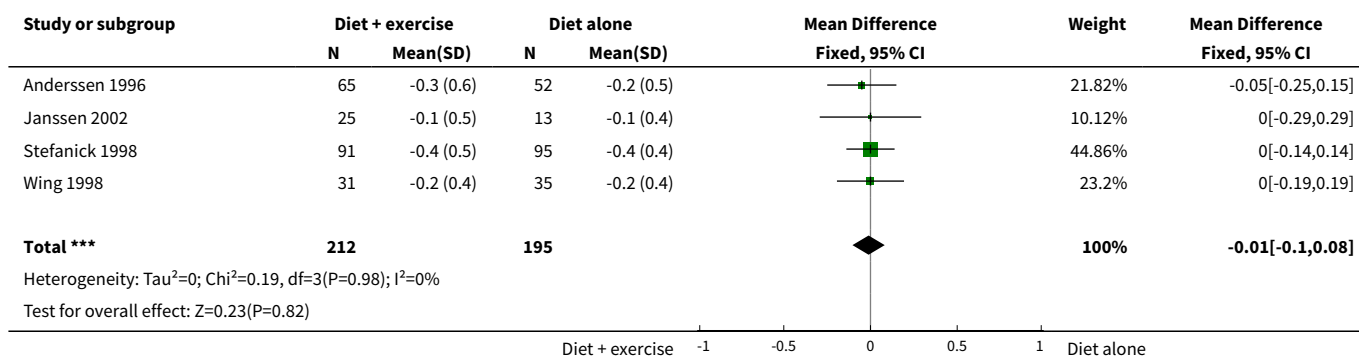 Study or subgroup Diet + exercise Diet alone Mean Difference Weight Mean Difference
N Mean(SD) N Mean(SD) Fixed, 95% CI Fixed, 95% CI
Anderssen 1996 65 -0.3 (0.6) 52 -0.2 (0.5) 21.82% -0.05[-0.25,0.15]
Janssen 2002 25 -0.1 (0.5) 13 -0.1 (0.4) 10.12% 0[-0.29,0.29]
Stefanick 1998 91 -0.4 (0.5) 95 -0.4 (0.4) 44.86% 0[-0.14,0.14]
Wing 1998 31 -0.2 (0.4) 35 -0.2 (0.4) 23.2% 0[-0.19,0.19]
Total *** 212 195 100% -0.01[-0.1,0.08]
Heterogeneity: Tau²=0; Chi²=0.19, df=3(P=0.98); I²=0%
Test for overall effect: Z=0.23(P=0.82)
Diet + exercise -1 -0.5 0 0.5 1 Diet alone